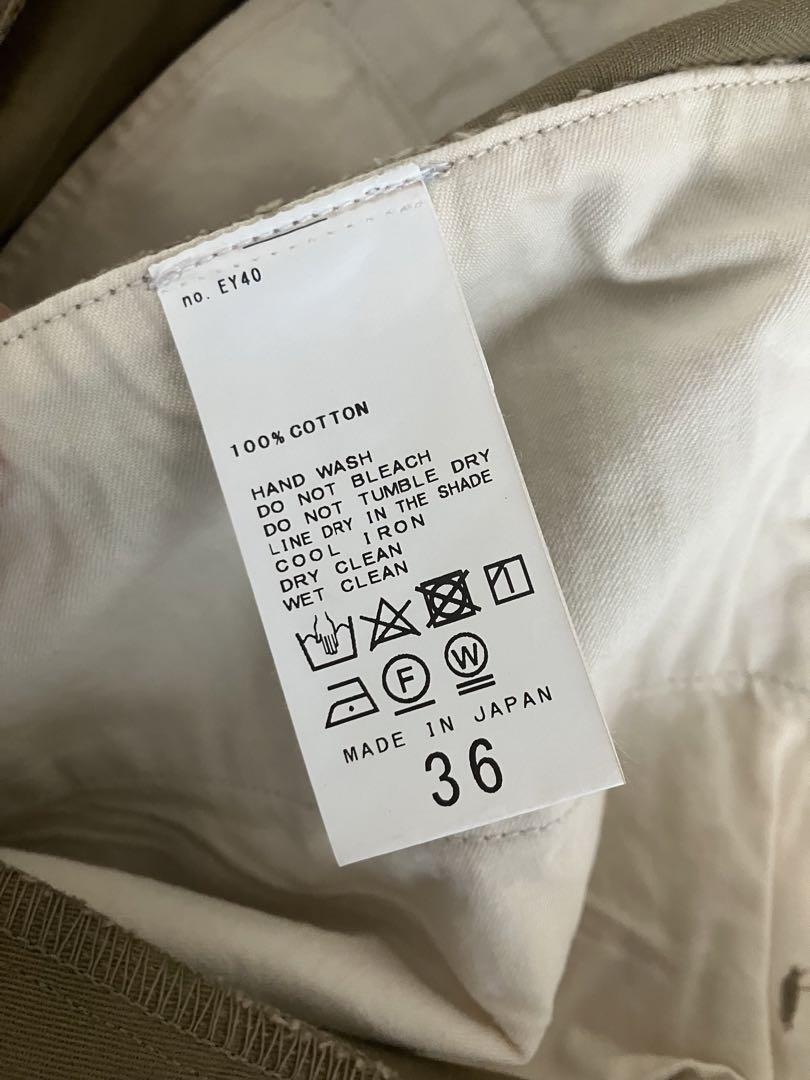 no. EY40
100% COTTON
HAND WASH
DO NOT BLEACH
DO NOT TUMBLE DRY
LINE DRY IN THE SHADE
COOL IRON
DRY CLEAN
WET CLEAN
F W
MADE IN JAPAN
36